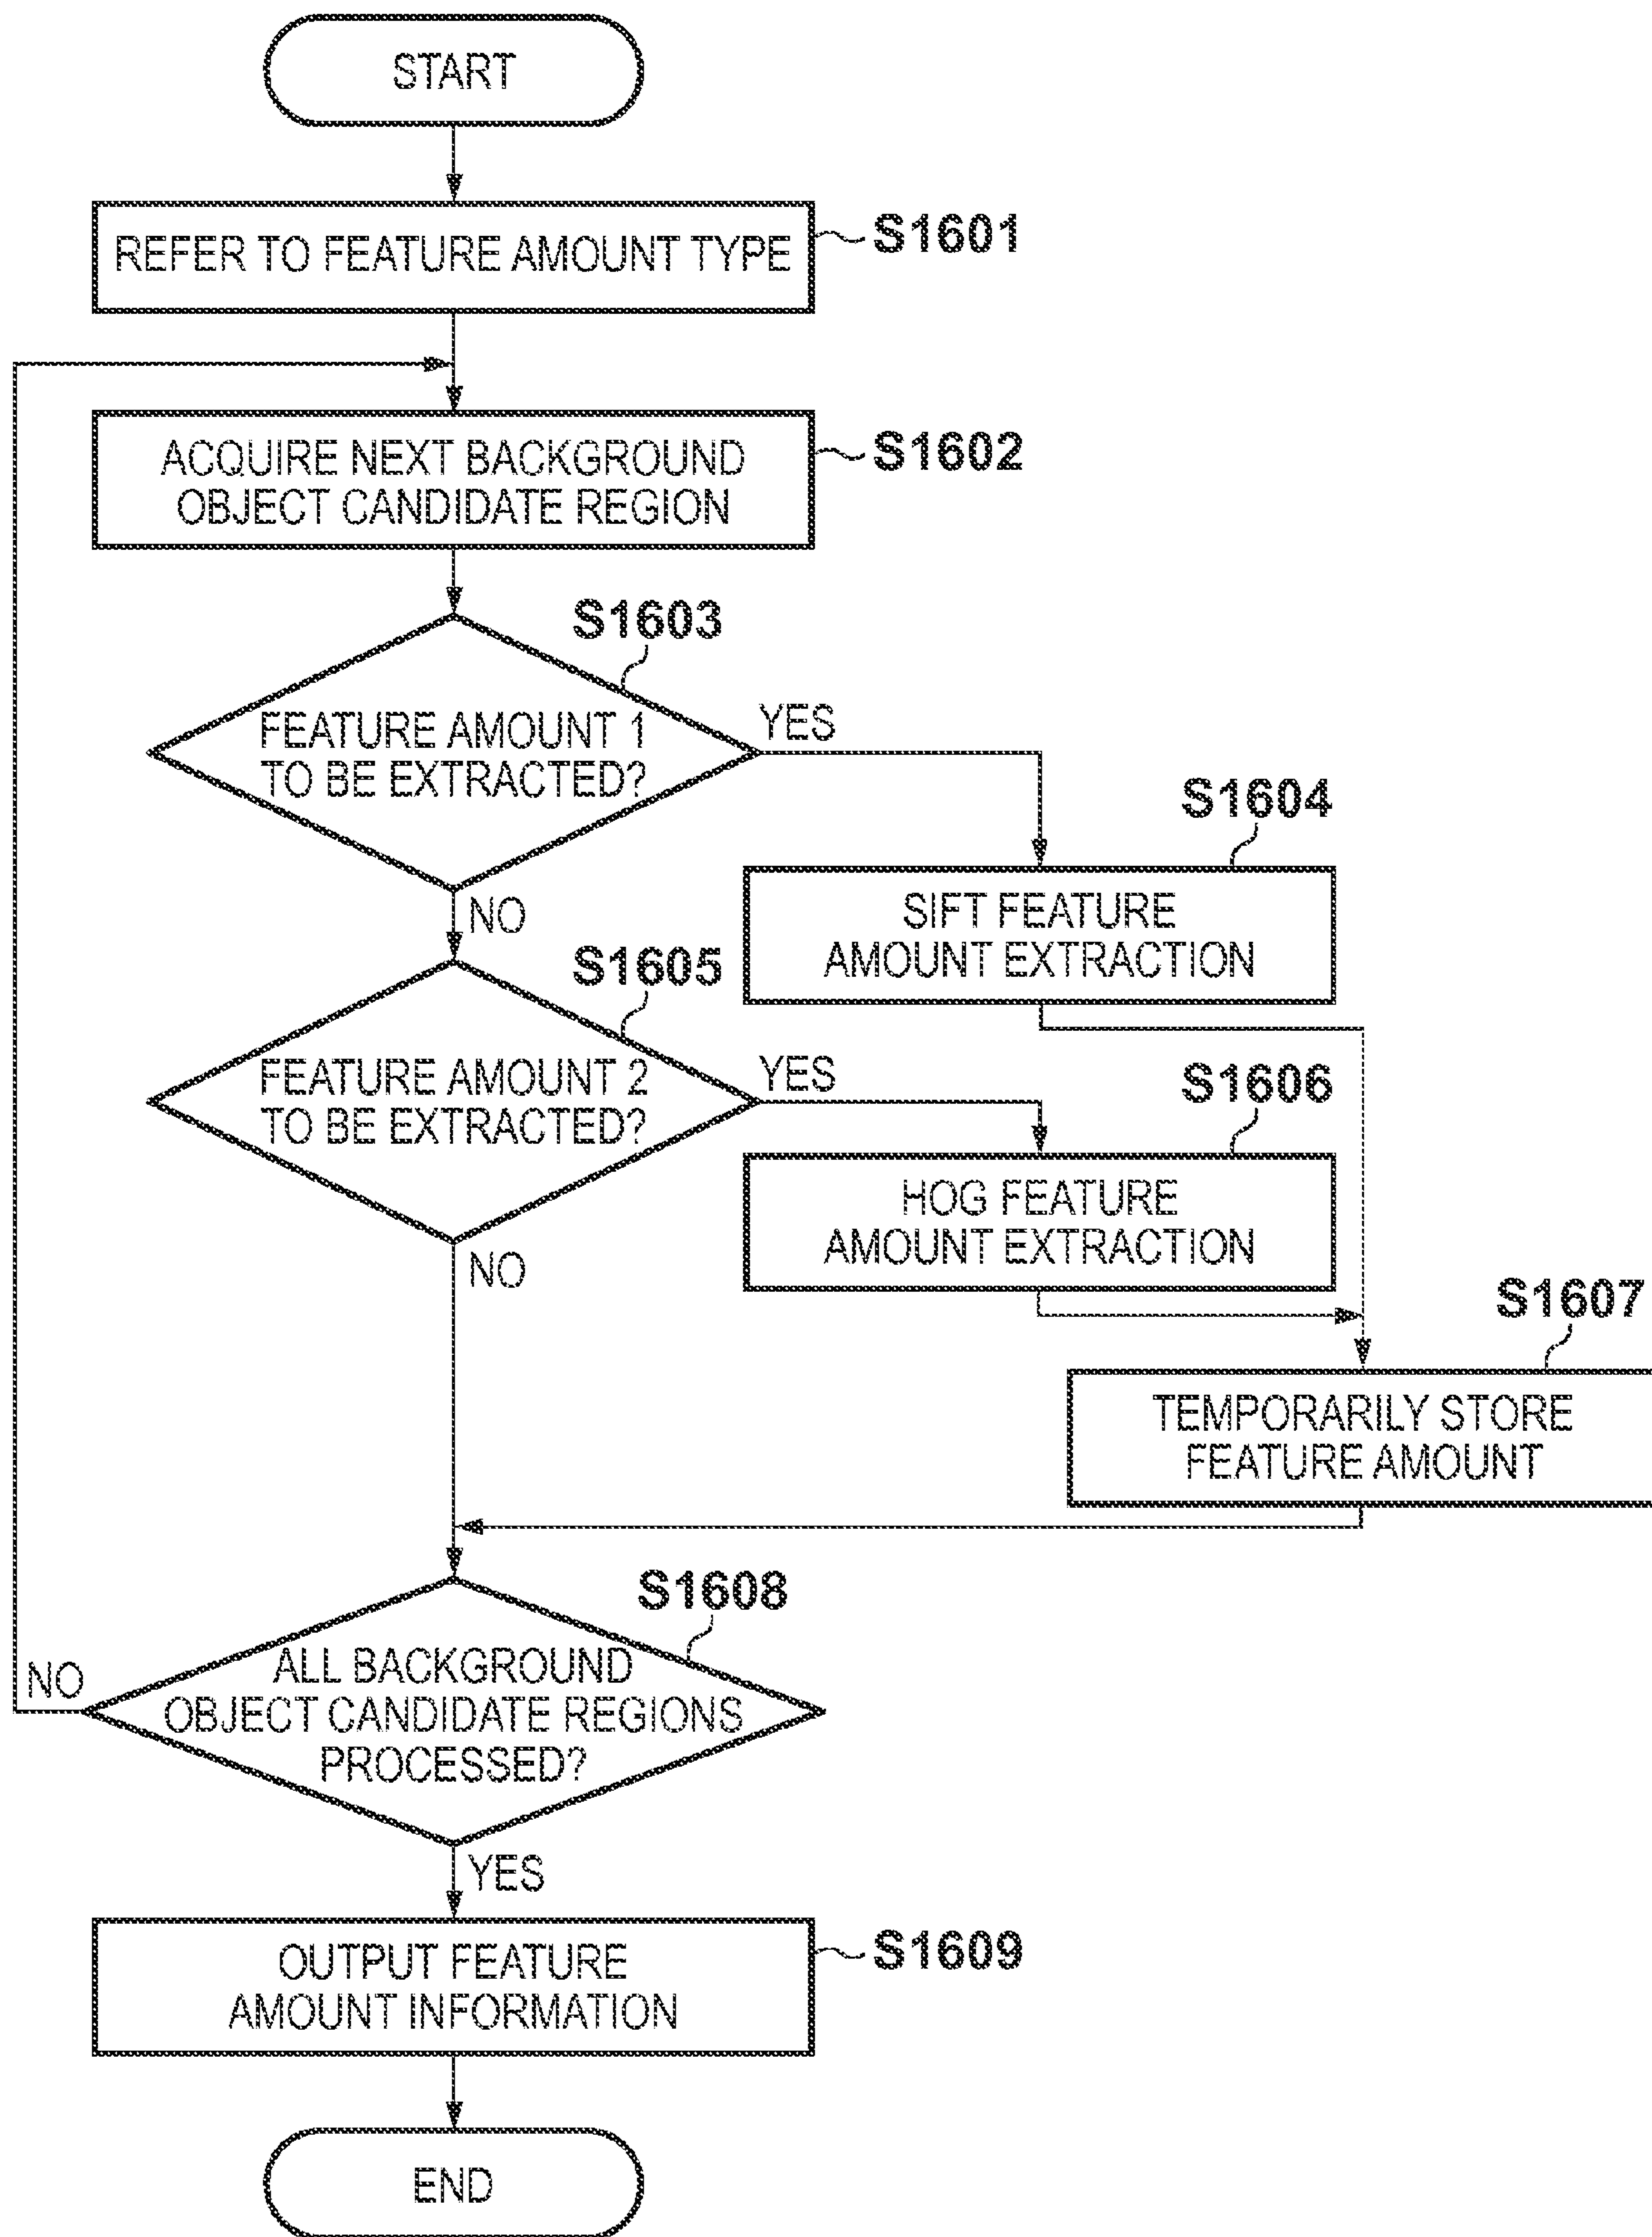 START
REFER TO FEATURE AMOUNT TYPE
S1601
ACQUIRE NEXT BACKGROUND
OBJECT CANDIDATE REGION
S1602
S1603
FEATURE AMOUNT 1
TO BE EXTRACTED?
YES
NO
S1604
SIFT FEATURE
AMOUNT EXTRACTION
S1605
FEATURE AMOUNT 2
TO BE EXTRACTED?
YES
NO
S1606
HOG FEATURE
AMOUNT EXTRACTION
S1607
TEMPORARILY STORE
FEATURE AMOUNT
S1608
ALL BACKGROUND
OBJECT CANDIDATE REGIONS
PROCESSED?
NO
YES
OUTPUT FEATURE
AMOUNT INFORMATION
S1609
END